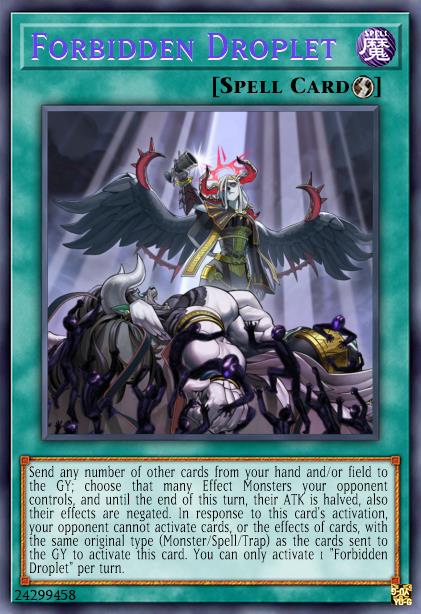 Forbidden Droplet
SPELL
魔
[Spell Card]
Send any number of other cards from your hand and/or field to
the GY; choose that many Effect Monsters your opponent
controls, and until the end of this turn, their ATK is halved, also
their effects are negated. In response to this card's activation,
your opponent cannot activate cards, or the effects of cards, with
the same original type (Monster/Spell/Trap) as the cards sent to
the GY to activate this card. You can only activate 1 "Forbidden
Droplet" per turn.
24299458